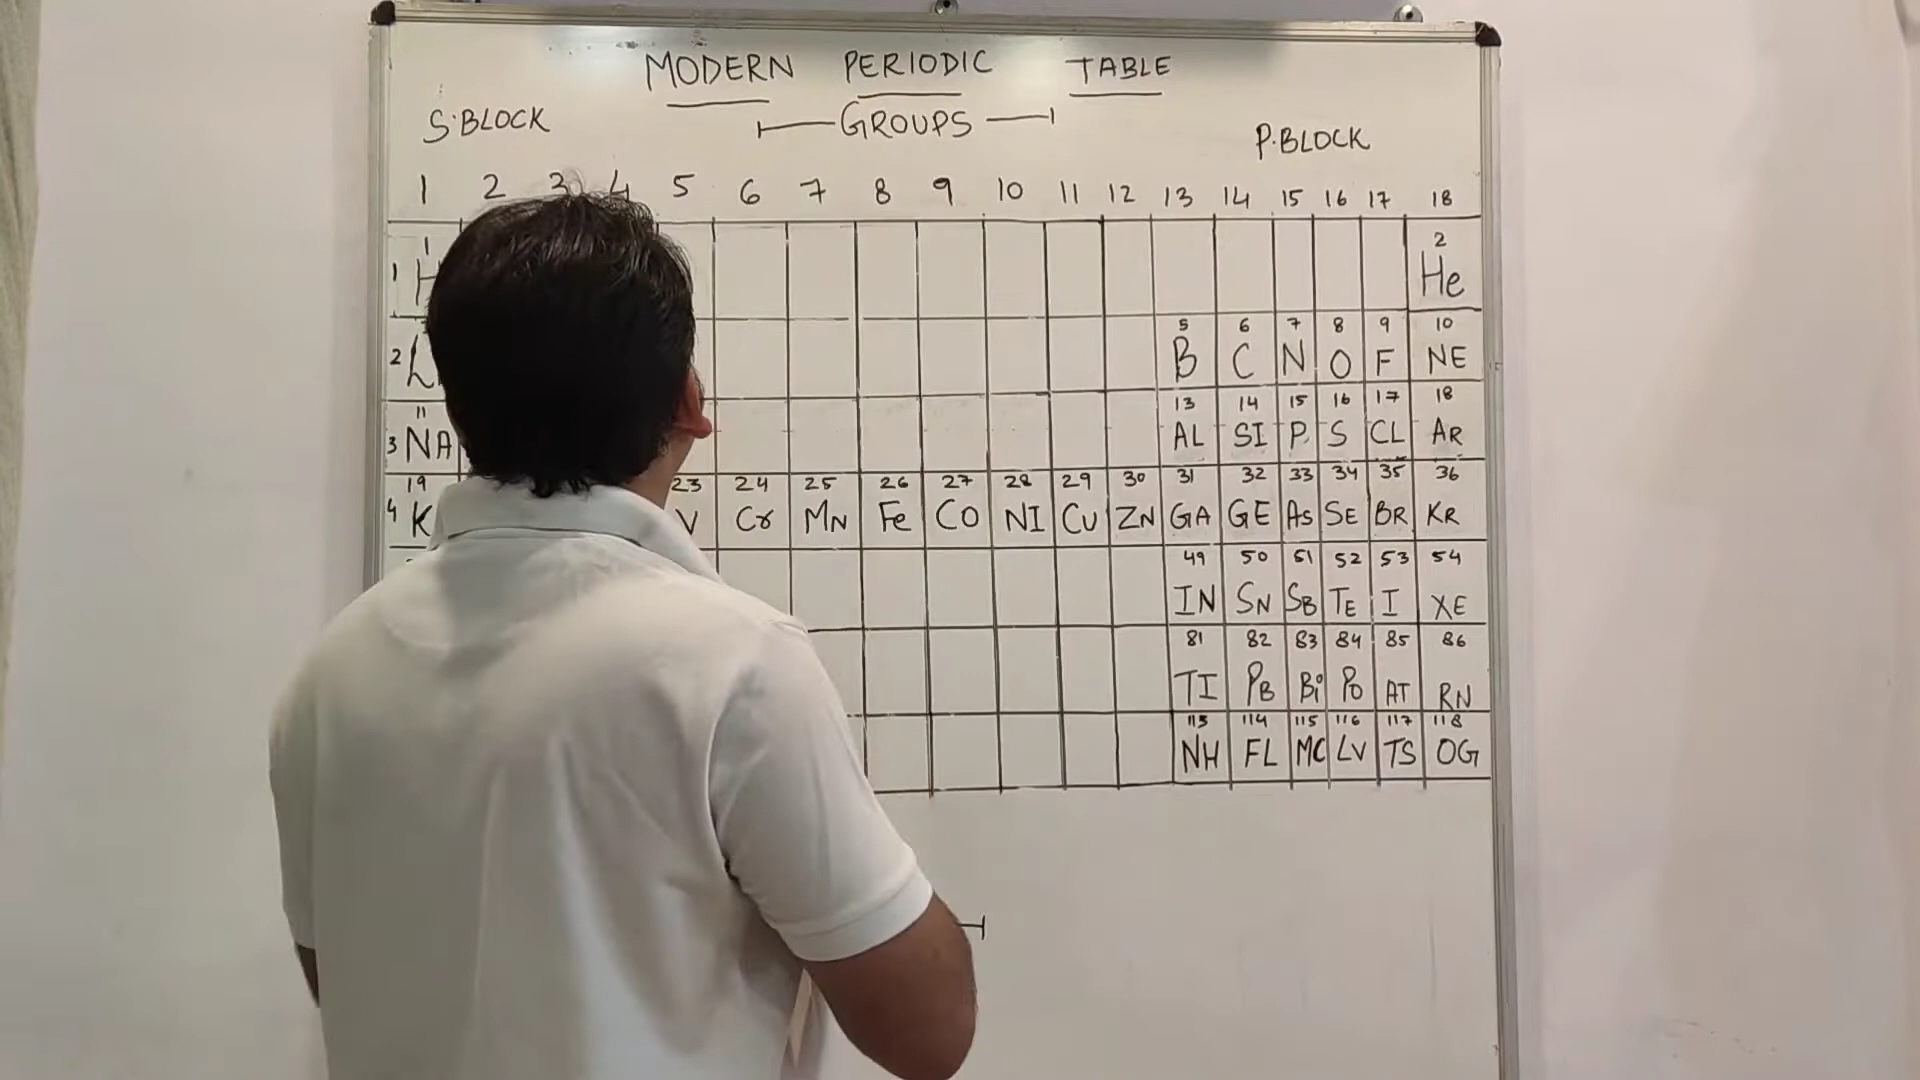 MODERN PERIODIC TABLE
S.BLOCK GROUPS P.BLOCK
1 2 3 4 5 6 7 8 9 10 11 12 13 14 15 16 17 18
1 2
1 H He
5 6 7 8 9 10
2 B C N O F NE
11 13 14 15 16 17 18
3 NA AL SI P S CL AR
19 23 24 25 26 27 28 29 30 31 32 33 34 35 36
4 K V Cr MN Fe CO NI CU ZN GA GE AS SE BR KR
49 50 51 52 53 54
IN SN SB TE I XE
81 82 83 84 85 86
TI PB Bi PO AT RN
113 114 115 116 117 118
NH FL MC LV TS OG